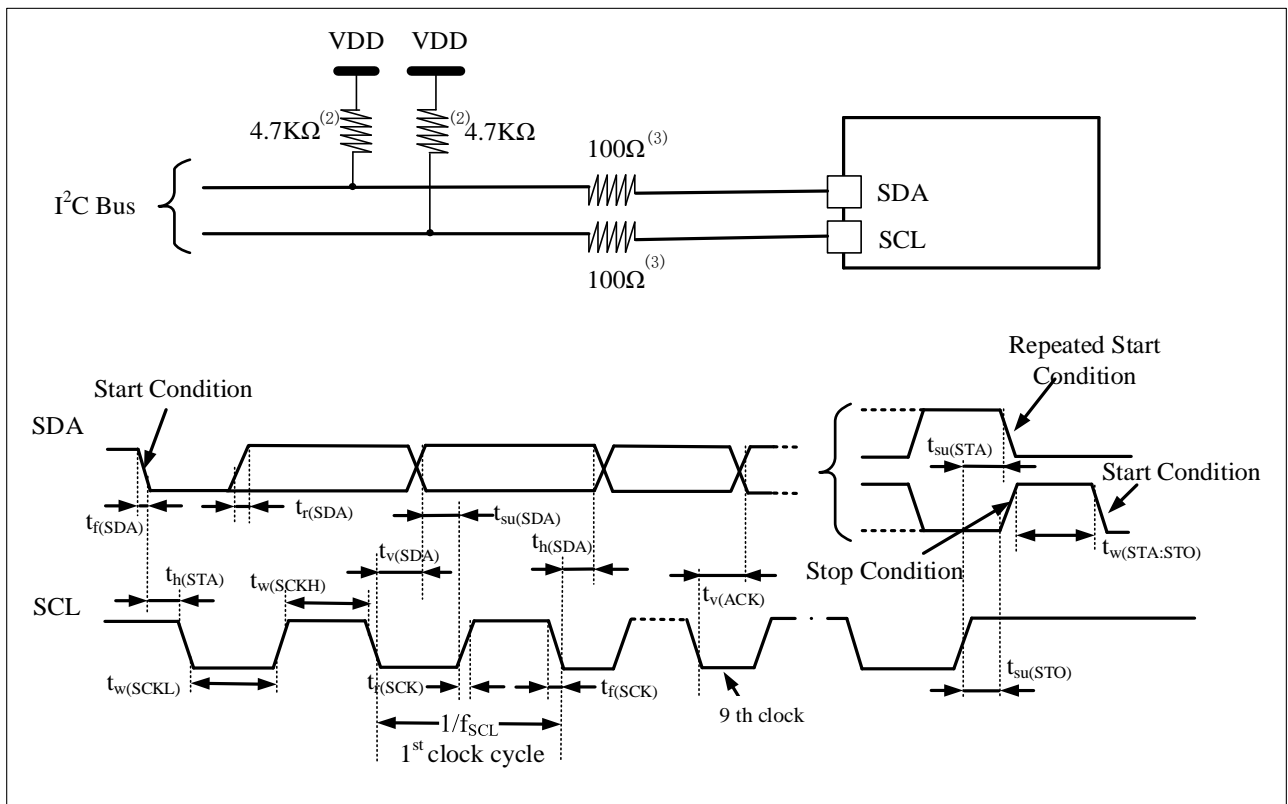 VDD VDD
4.7KΩ(2) (2)4.7KΩ
100Ω(3)
I2C Bus
SDA
SCL
100Ω(3)
Repeated Start
Condition
Start Condition
SDA
tsu(STA)
Start Condition
tf(SDA)
tr(SDA)
tsu(SDA)
tv(SDA)
th(SDA)
tw(STA:STO)
Stop Condition
th(STA)
tw(SCKH)
tv(ACK)
SCL
tw(SCKL)
tr(SCK)
tf(SCK)
tsu(STO)
9 th clock
1/fSCL
1st clock cycle